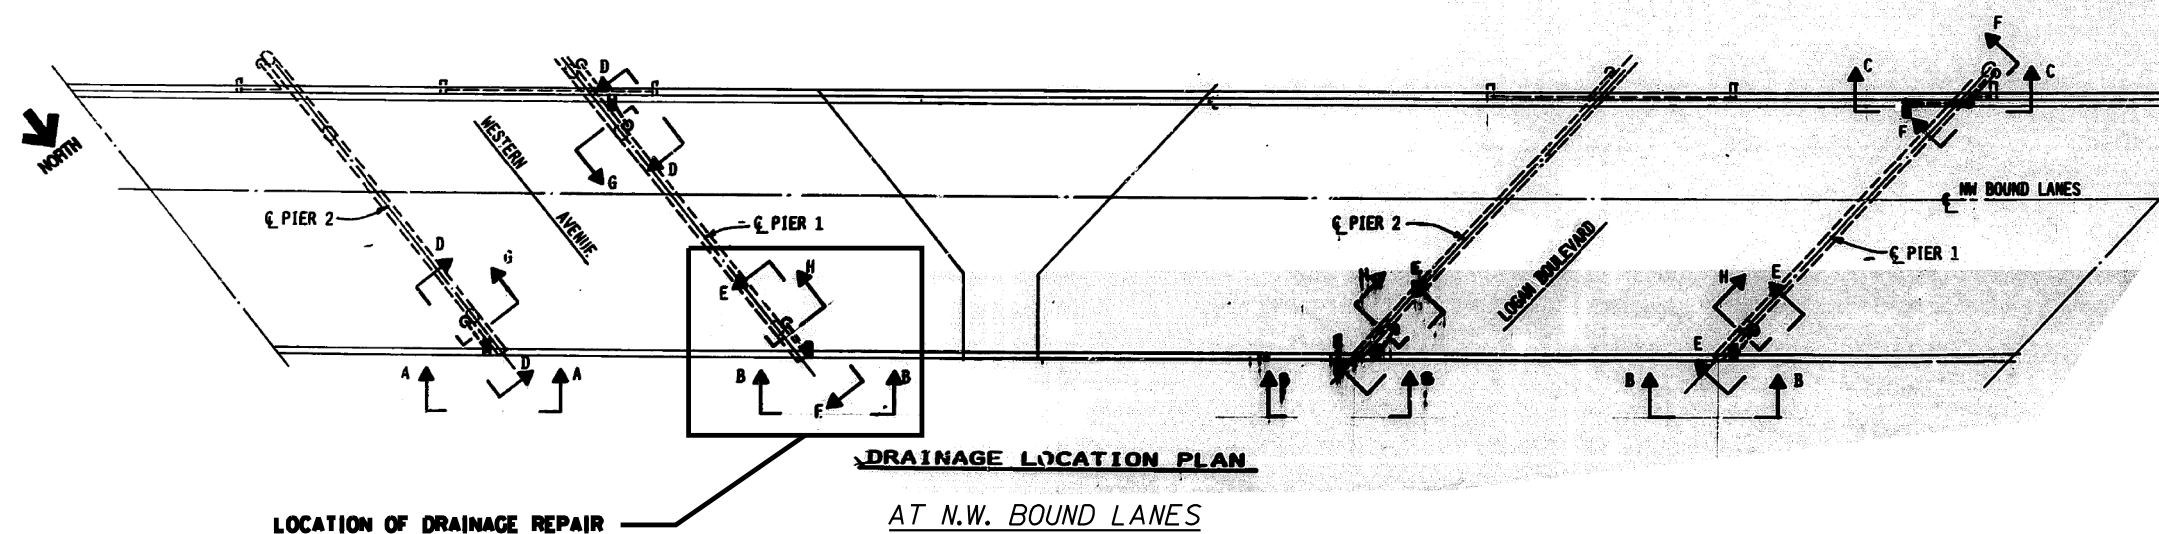 F
D
C
C
F
WESTERN
AVENUE
NORTH
D
G
NW BOUND LANES
℄ PIER 2
℄ PIER 1
℄ PIER 2
LOGAN BOULEVARD
℄ PIER 1
D
G
E
H
H
E
H
E
A
D
A
B
B
E
B
B
E
B
B
DRAINAGE LOCATION PLAN
LOCATION OF DRAINAGE REPAIR
AT N.W. BOUND LANES